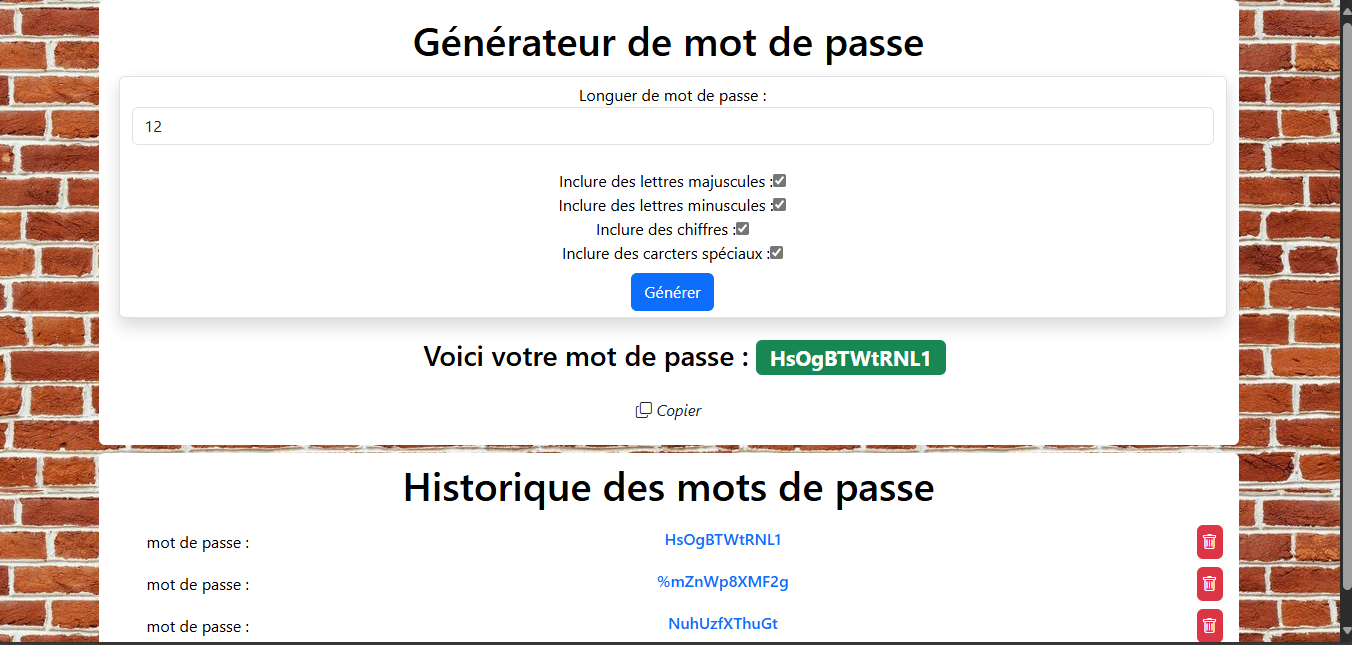 Générateur de mot de passe
Longuer de mot de passe :
12
Inclure des lettres majuscules :
Inclure des lettres minuscules :
Inclure des chiffres :
Inclure des carcters spéciaux :
Générer
Voici votre mot de passe : HsOgBTWtRNL1
Copier
Historique des mots de passe
mot de passe : HsOgBTWtRNL1
mot de passe : %mZnWp8XMF2g
mot de passe : NuhUzfXThuGt